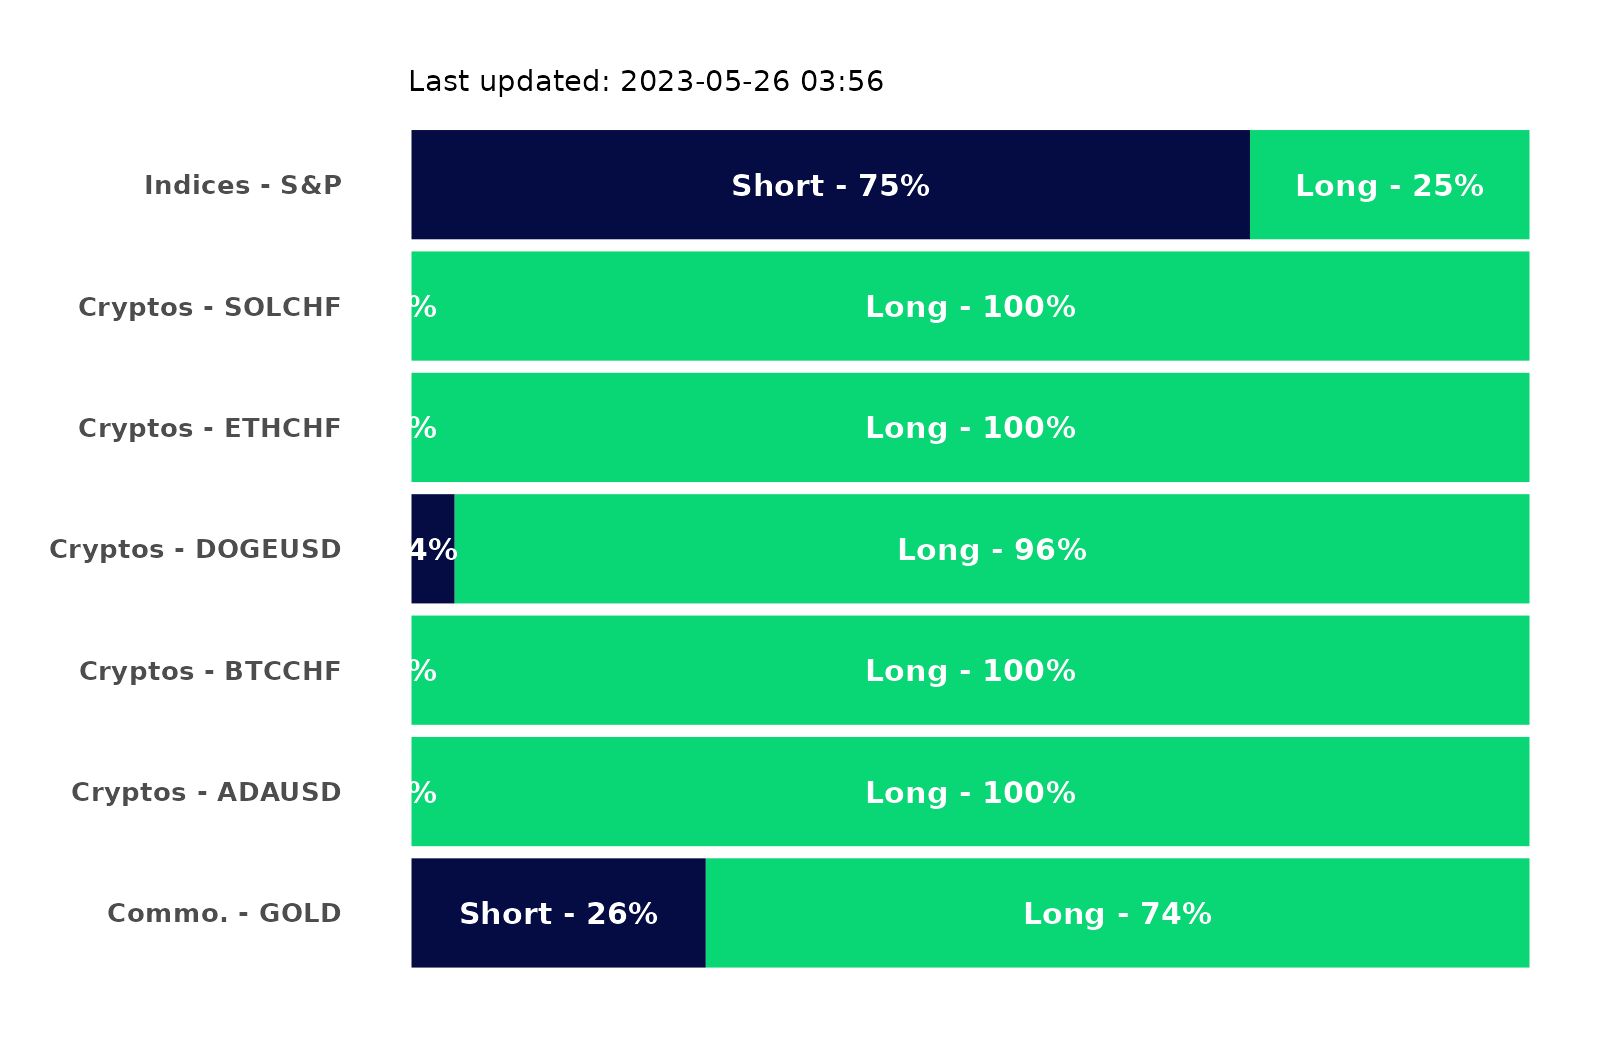 Last updated: 2023-05-26 03:56
Indices - S&P Short - 75% Long - 25%
Cryptos - SOLCHF % Long - 100%
Cryptos - ETHCHF % Long - 100%
Cryptos - DOGEUSD 4% Long - 96%
Cryptos - BTCCHF % Long - 100%
Cryptos - ADAUSD % Long - 100%
Commo. - GOLD Short - 26% Long - 74%